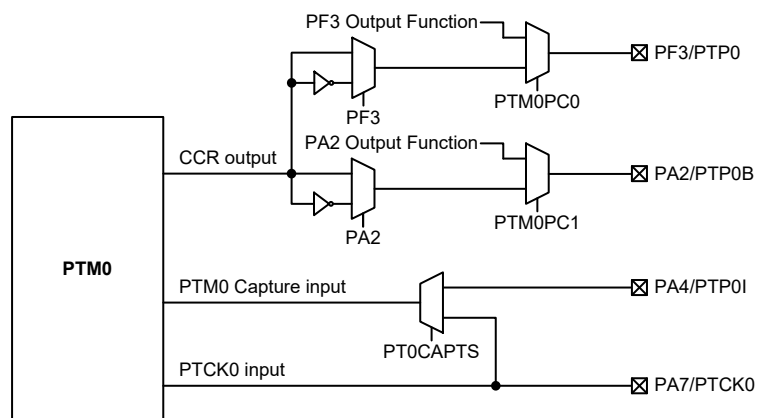 PF3 Output Function
PF3/PTP0
PTM0PC0
PF3
PA2 Output Function
CCR output
PA2/PTP0B
PTM0PC1
PA2
PTM0
PTM0 Capture input
PA4/PTP0I
PT0CAPTS
PTCK0 input
PA7/PTCK0